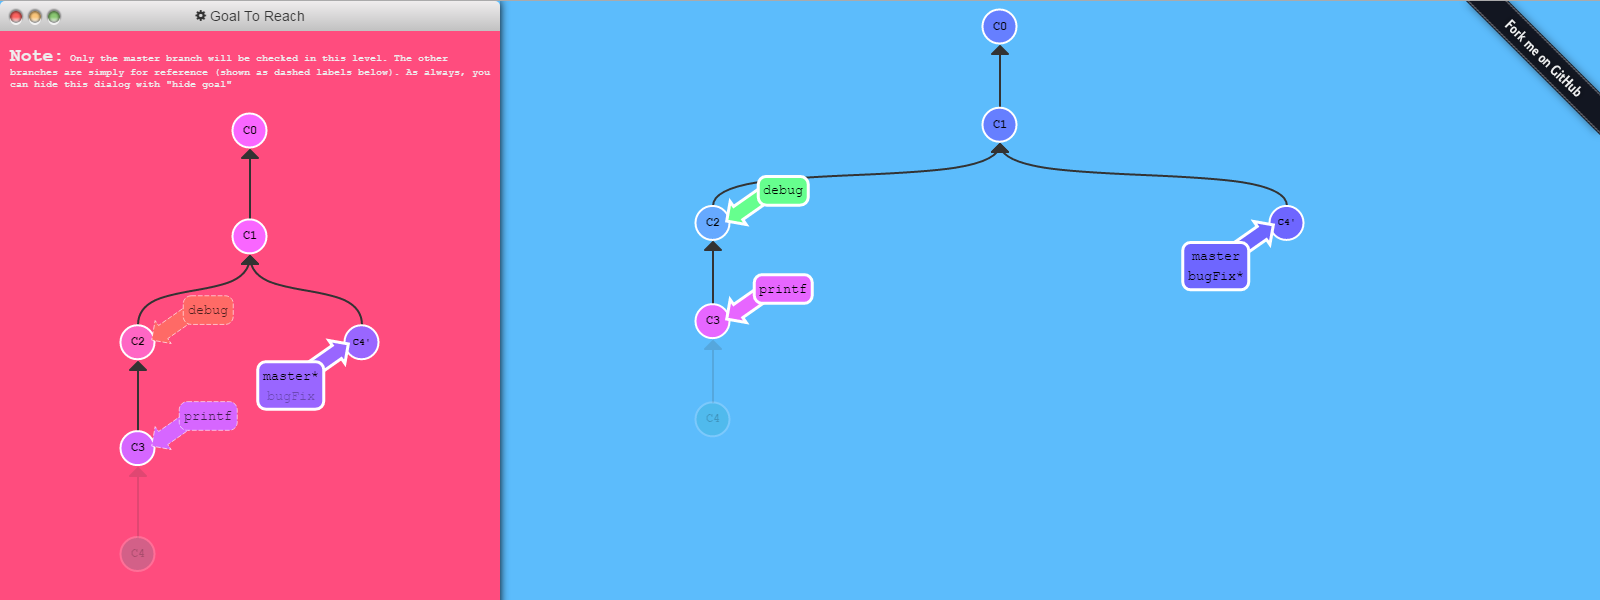 Goal To Reach
Note: Only the master branch will be checked in this level. The other
branches are simply for reference (shown as dashed labels below). As always, you
can hide this dialog with "hide goal"
C0
C1
debug
C2
C4'
master*
bugFix
printf
C3
C4
C0
C1
debug
C2
C4'
master
bugFix*
printf
C3
C4
Fork me on GitHub